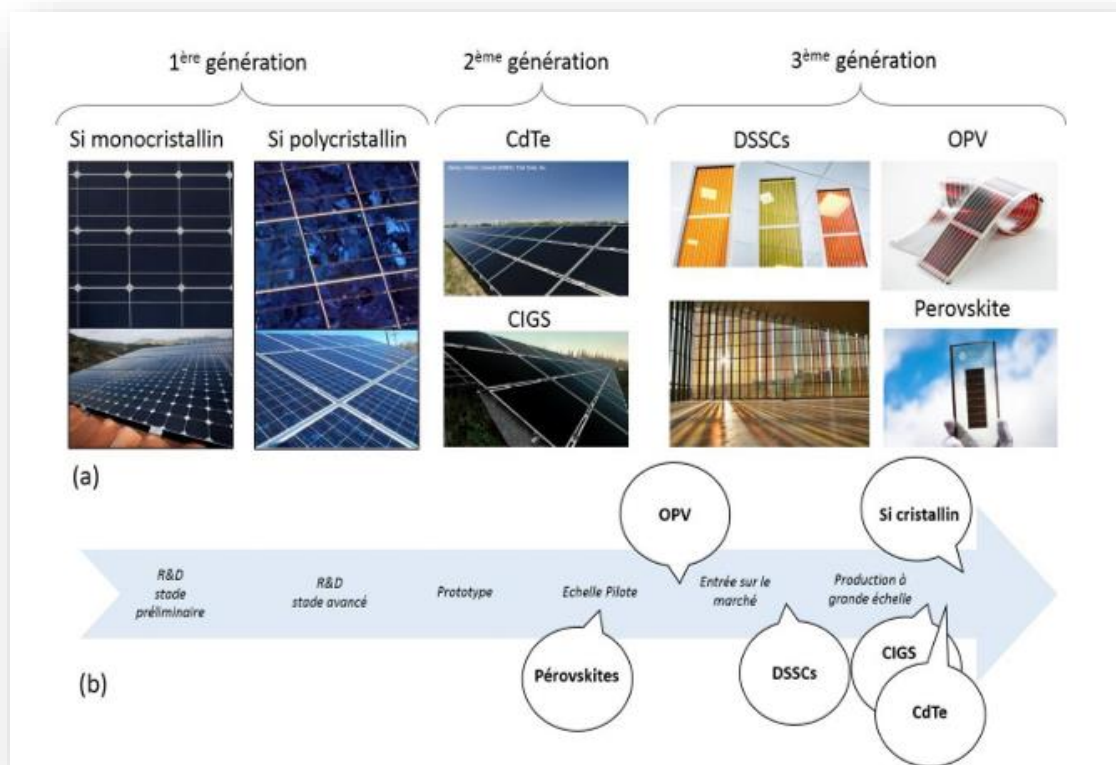 1ère génération
2ème génération
3ème génération
Si monocristallin
Si polycristallin
CdTe
DSSCs
OPV
CIGS
Perovskite
(a)
OPV
Si cristallin
R&D
stade
préliminaire
R&D
stade avancé
Prototype
Echelle Pilote
Entrée sur le
marché
Production à
grande échelle
Pérovskites
DSSCs
CIGS
CdTe
(b)